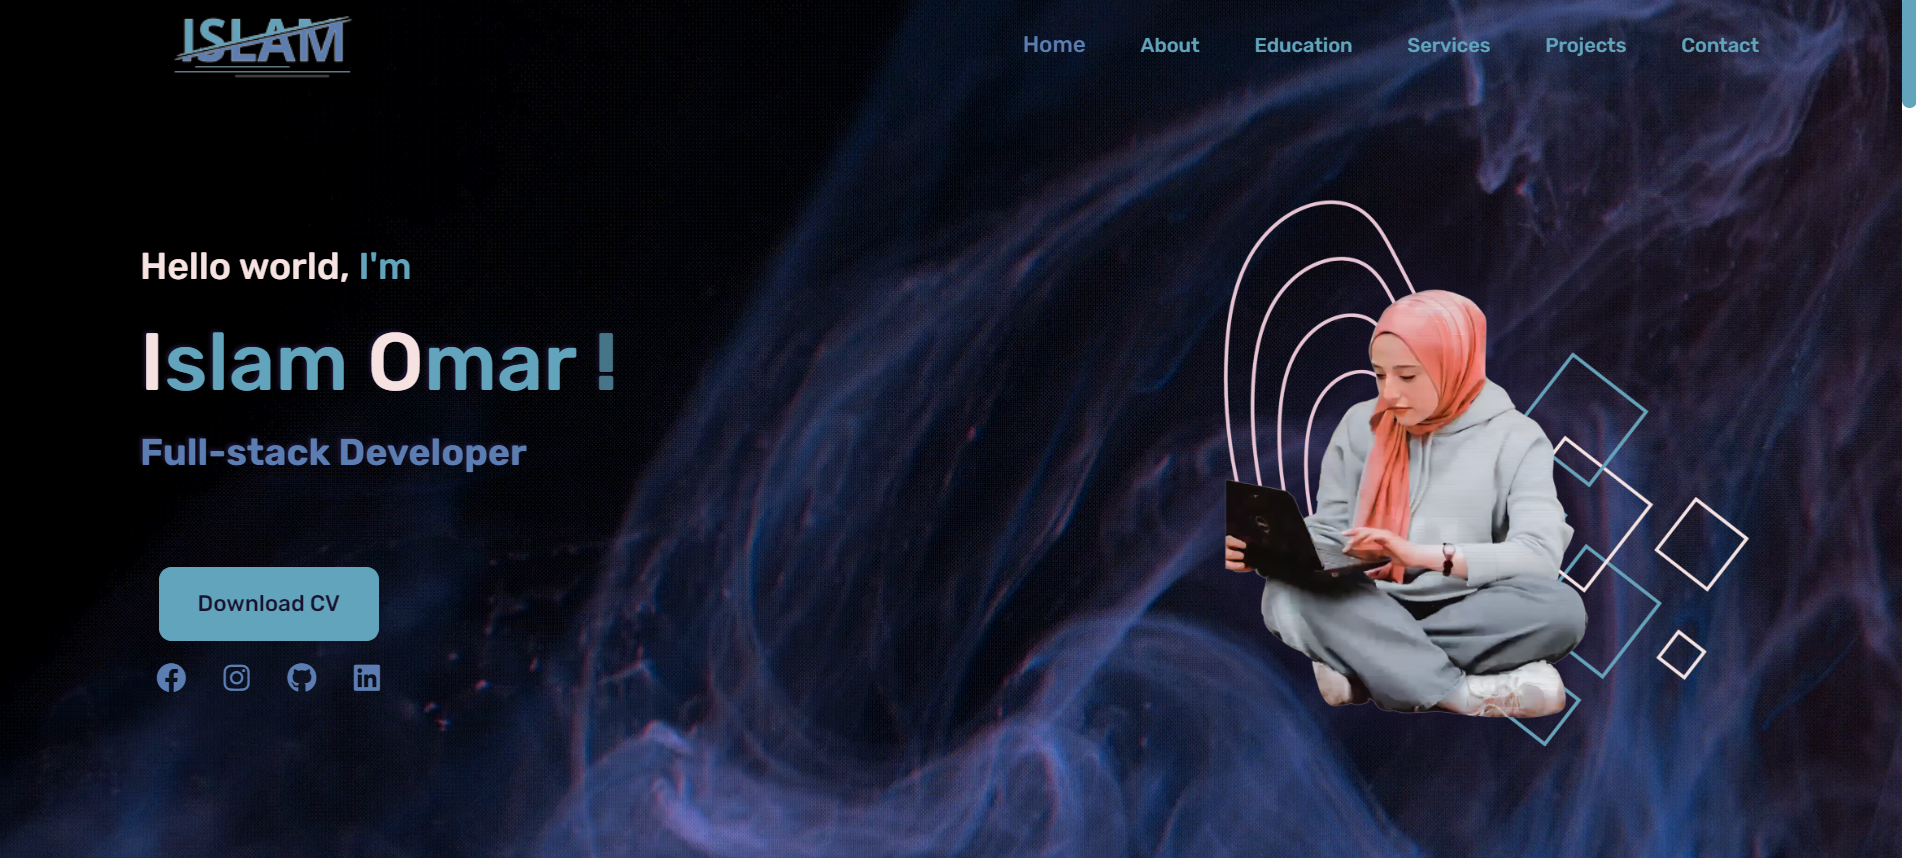 ISLAM
Home About Education Services Projects Contact
Hello world, I'm
Islam Omar !
Full-stack Developer
Download CV